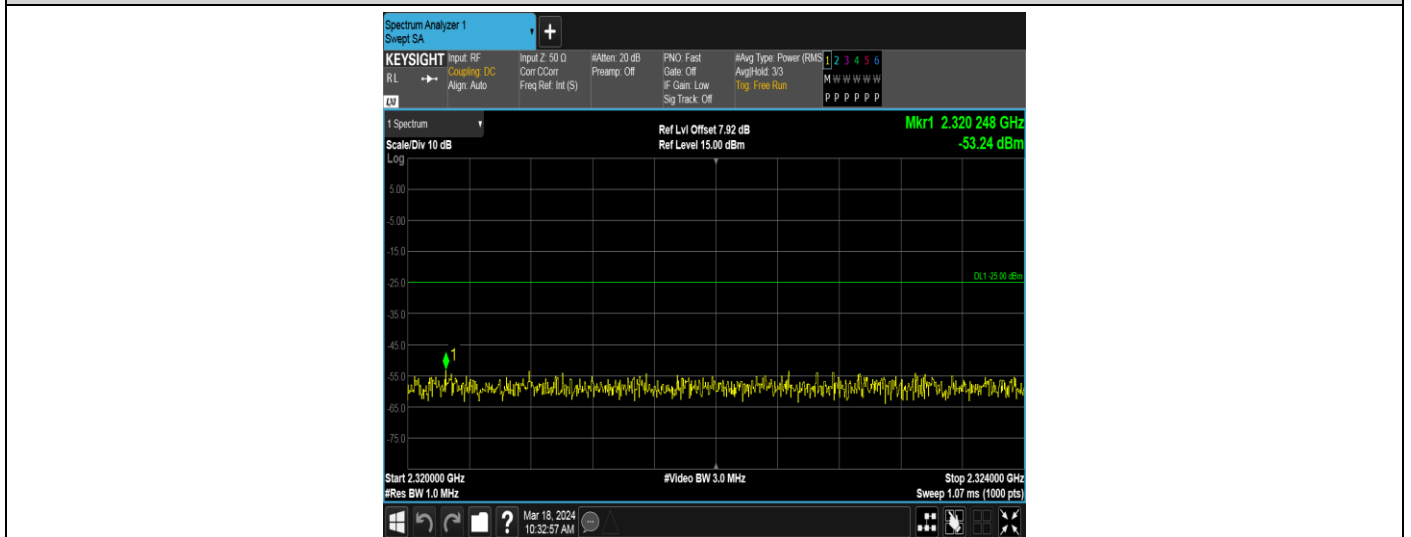 Spectrum Analyzer 1
Swept SA
+
KEYSIGHT Input: RF Input Z: 50 Ω #Atten: 20 dB PNO: Fast #Avg Type: Power (RMS 1 2 3 4 5 6
RL Coupling: DC Corr CCorr Preamp: Off Gate: Off Avg|Hold: 3/3 M W W W W W
Align: Auto Freq Ref: Int (S) IF Gain: Low Trig: Free Run P P P P P P
LXI Sig Track: Off
1 Spectrum Ref Lvl Offset 7.92 dB Mkr1 2.320 248 GHz
Scale/Div 10 dB Ref Level 15.00 dBm -53.24 dBm
Log
5.00
-5.00
-15.0
DL1 -25.00 dBm
-25.0
-35.0
-45.0
1
-55.0
-65.0
-75.0
Start 2.320000 GHz #Video BW 3.0 MHz Stop 2.324000 GHz
#Res BW 1.0 MHz Sweep 1.07 ms (1000 pts)
? Mar 18, 2024
10:32:57 AM